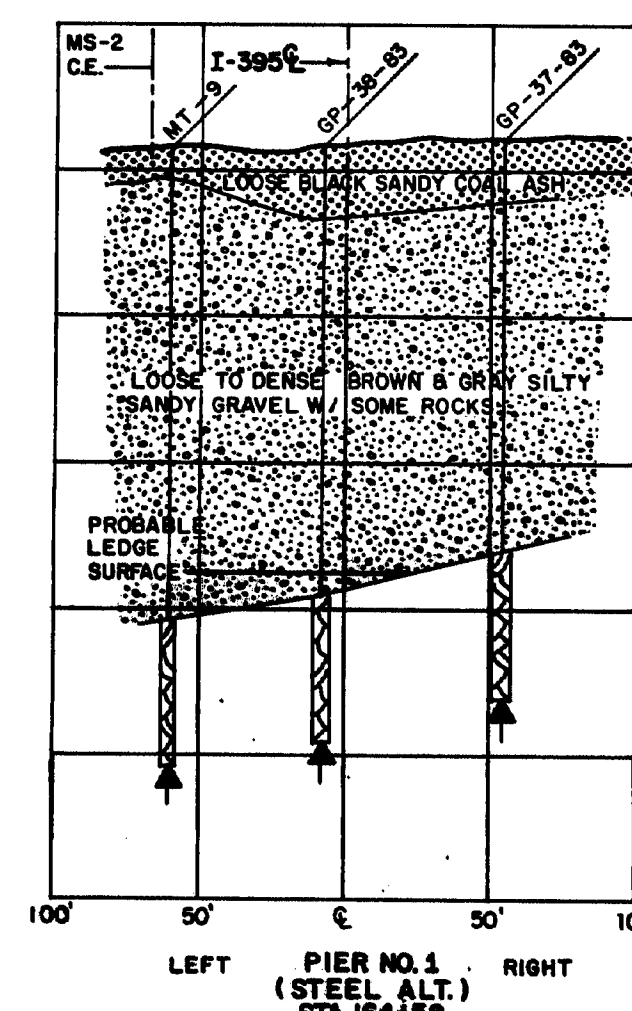 MS-2
C.E.
I-395 ℄
MT-9
GP-38-83
GP-37-83
LOOSE BLACK SANDY COAL ASH
LOOSE TO DENSE BROWN & GRAY SILTY
SANDY GRAVEL W/ SOME ROCKS
PROBABLE
LEDGE
SURFACE
100' 50' ℄ 50'
LEFT PIER NO. 1 RIGHT
(STEEL ALT.)